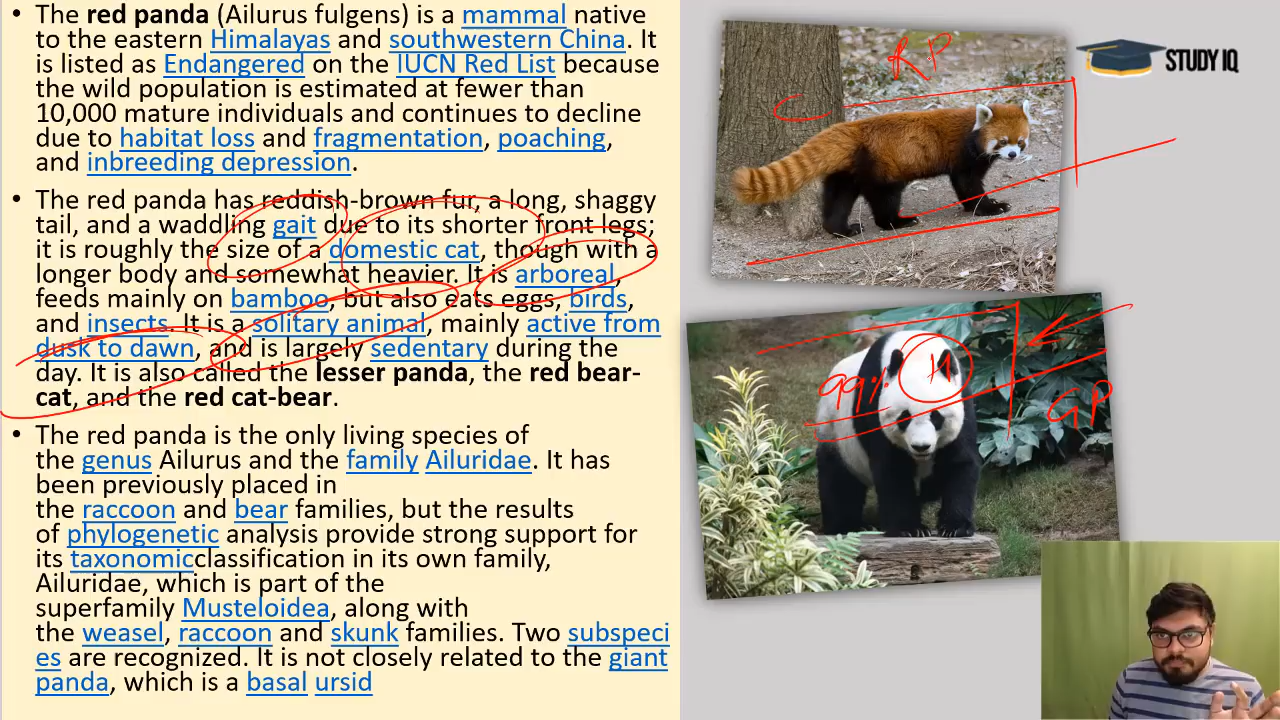 • The red panda (Ailurus fulgens) is a mammal native
to the eastern Himalayas and southwestern China. It
is listed as Endangered on the IUCN Red List because
the wild population is estimated at fewer than
10,000 mature individuals and continues to decline
due to habitat loss and fragmentation, poaching,
and inbreeding depression.
• The red panda has reddish-brown fur, a long, shaggy
tail, and a waddling gait due to its shorter front legs;
it is roughly the size of a domestic cat, though with a
longer body and somewhat heavier. It is arboreal,
feeds mainly on bamboo, but also eats eggs, birds,
and insects. It is a solitary animal, mainly active from
dusk to dawn, and is largely sedentary during the
day. It is also called the lesser panda, the red bear-
cat, and the red cat-bear.
• The red panda is the only living species of
the genus Ailurus and the family Ailuridae. It has
been previously placed in
the raccoon and bear families, but the results
of phylogenetic analysis provide strong support for
its taxonomicclassification in its own family,
Ailuridae, which is part of the
superfamily Musteloidea, along with
the weasel, raccoon and skunk families. Two subspeci
es are recognized. It is not closely related to the giant
panda, which is a basal ursid
RP
STUDY IQ
99%
H
GP